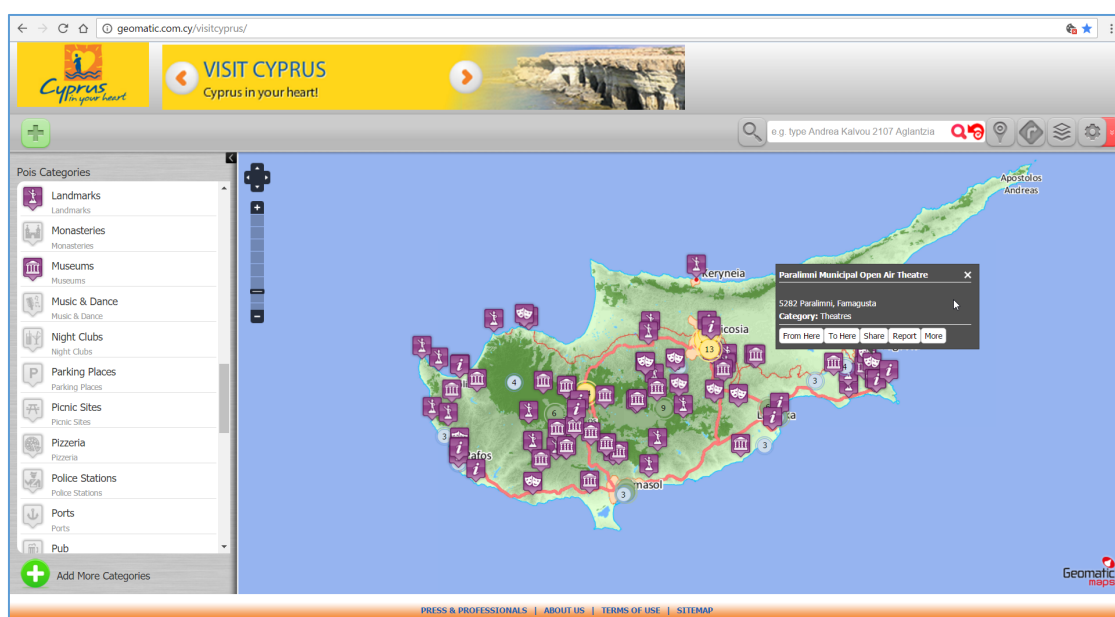 geomatic.com.cy/visitcyprus/
Cyprus
in your heart
VISIT CYPRUS
Cyprus in your heart!
e.g. type Andrea Kalvou 2107 Aglantzia
Pois Categories
Landmarks
Landmarks
Monasteries
Monasteries
Museums
Museums
Music & Dance
Music & Dance
Night Clubs
Night Clubs
Parking Places
Parking Places
Picnic Sites
Picnic Sites
Pizzeria
Pizzeria
Police Stations
Police Stations
Ports
Ports
Pub
Add More Categories
Apostolos
Andreas
Keryneia
Paralimni Municipal Open Air Theatre
5282 Paralimni, Famagusta
Category: Theatres
From Here To Here Share Report More
icosia
13
4
4
3
6
9
3
3
afos
masol
3
Geomatic
maps
PRESS & PROFESSIONALS | ABOUT US | TERMS OF USE | SITEMAP